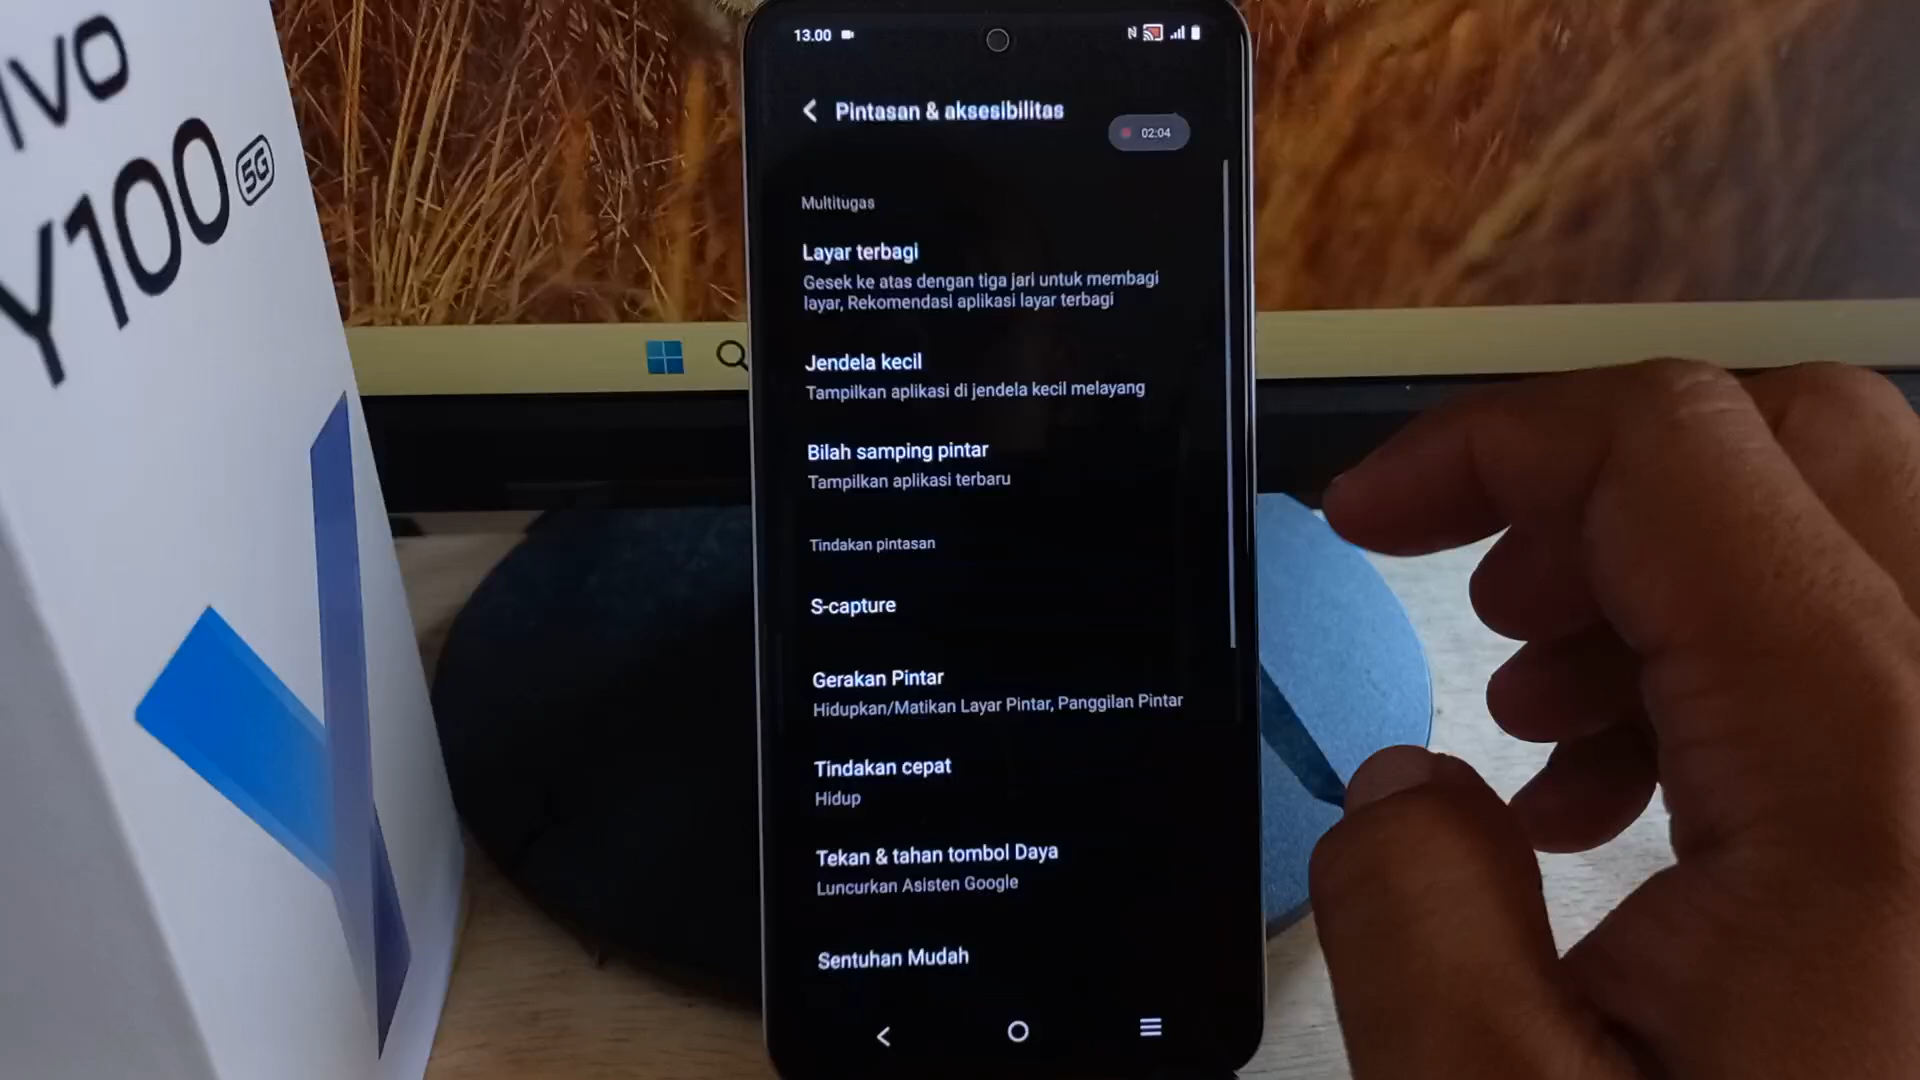 vivo
Y100 5G
13.00
Pintasan & aksesibilitas
02:04
Multitugas
Layar terbagi
Gesek ke atas dengan tiga jari untuk membagi
layar, Rekomendasi aplikasi layar terbagi
Jendela kecil
Tampilkan aplikasi di jendela kecil melayang
Bilah samping pintar
Tampilkan aplikasi terbaru
Tindakan pintasan
S-capture
Gerakan Pintar
Hidupkan/Matikan Layar Pintar, Panggilan Pintar
Tindakan cepat
Hidup
Tekan & tahan tombol Daya
Luncurkan Asisten Google
Sentuhan Mudah